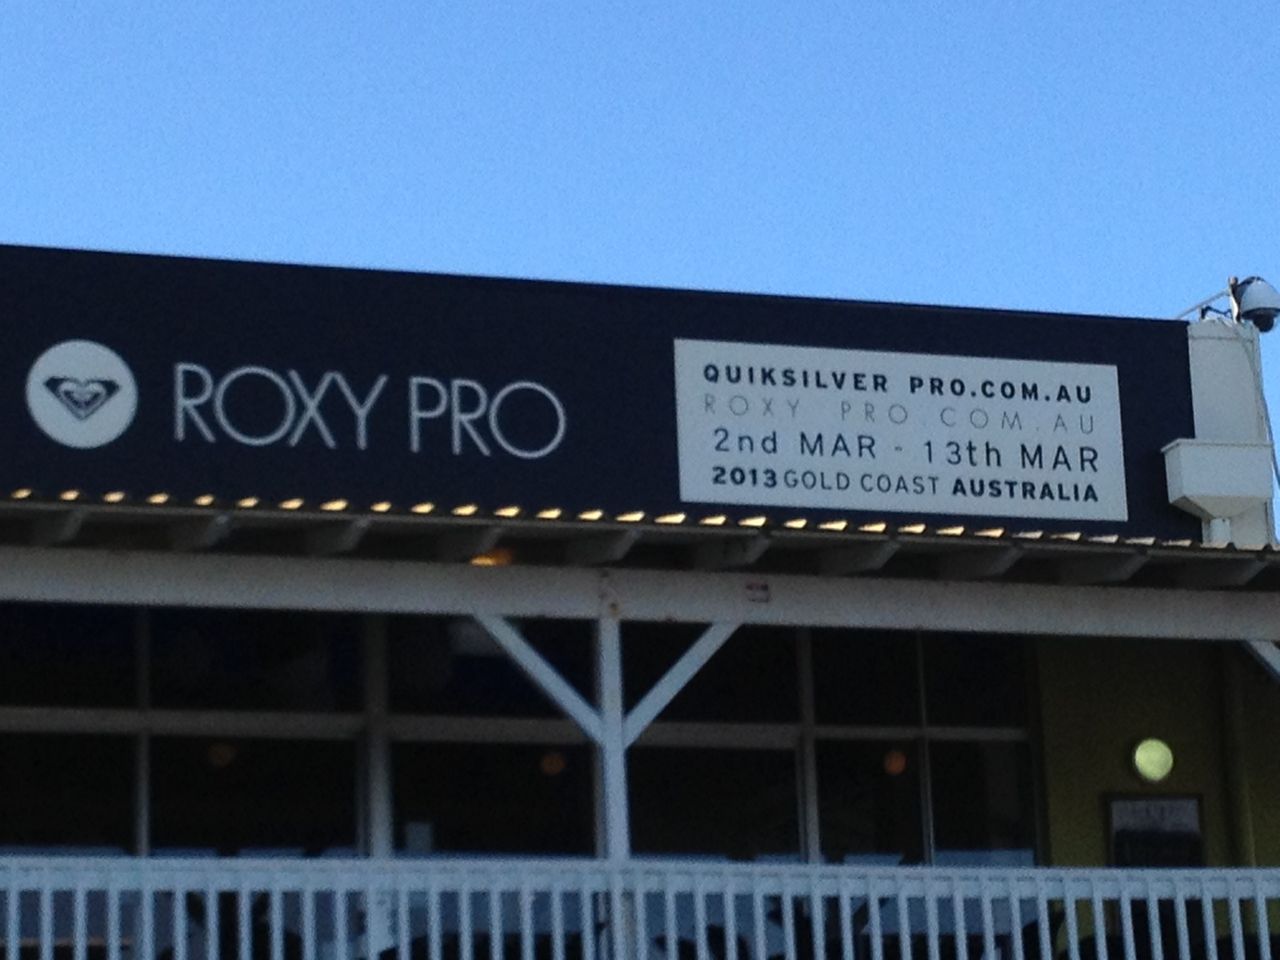 ROXY PRO
QUIKSILVER PRO.COM.AU
ROXY PRO.COM.AU
2nd MAR - 13th MAR
2013 GOLD COAST AUSTRALIA